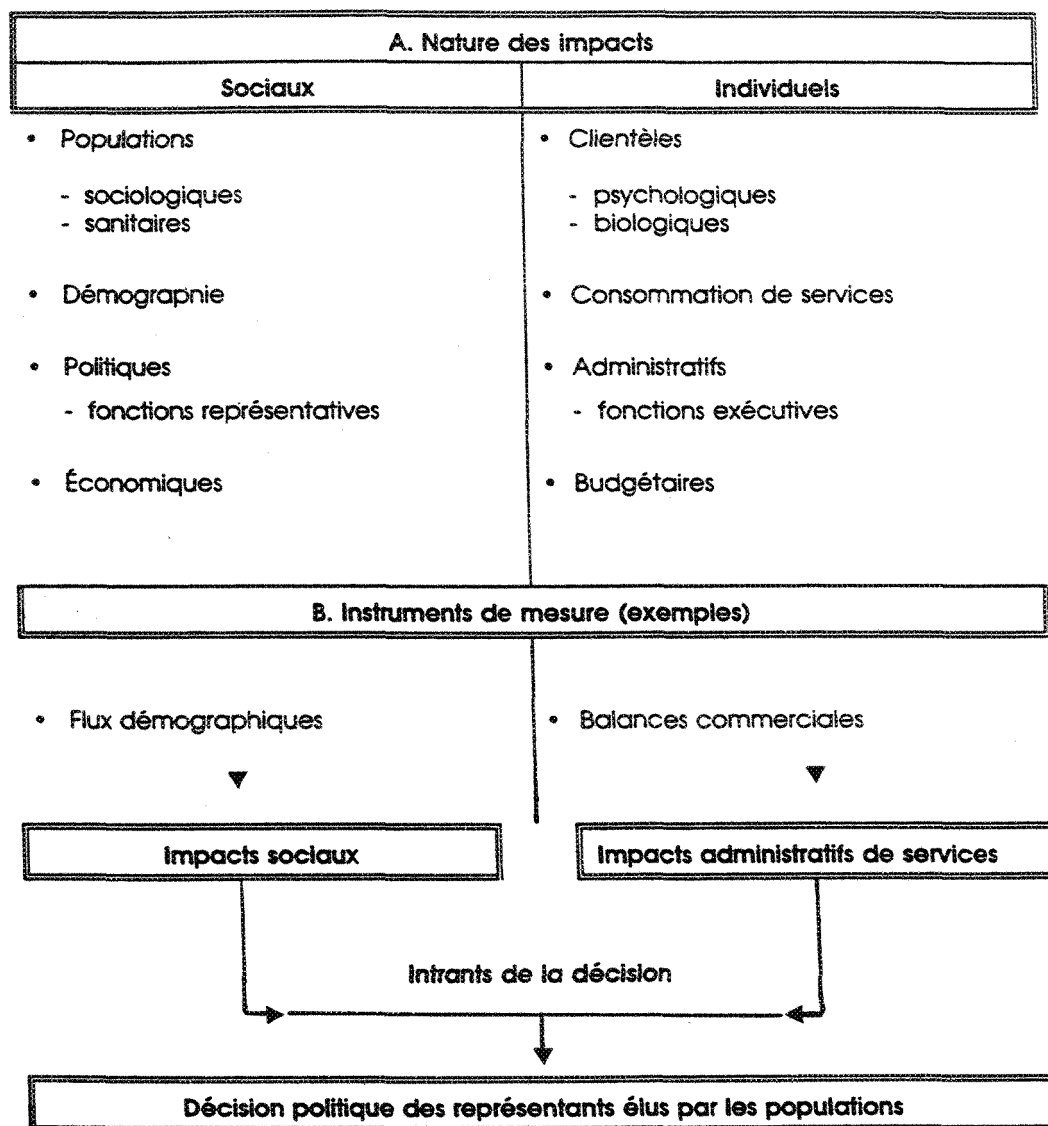 A. Nature des impacts
Sociaux
Individuels
• Populations
- sociologiques
- sanitaires
• Démographie
• Politiques
- fonctions représentatives
• Économiques
• Clientèles
- psychologiques
- biologiques
• Consommation de services
• Administratifs
- fonctions exécutives
• Budgétaires
B. Instruments de mesure (exemples)
• Flux démographiques
• Balances commerciales
Impacts sociaux
Impacts administratifs de services
Intrants de la décision
Décision politique des représentants élus par les populations